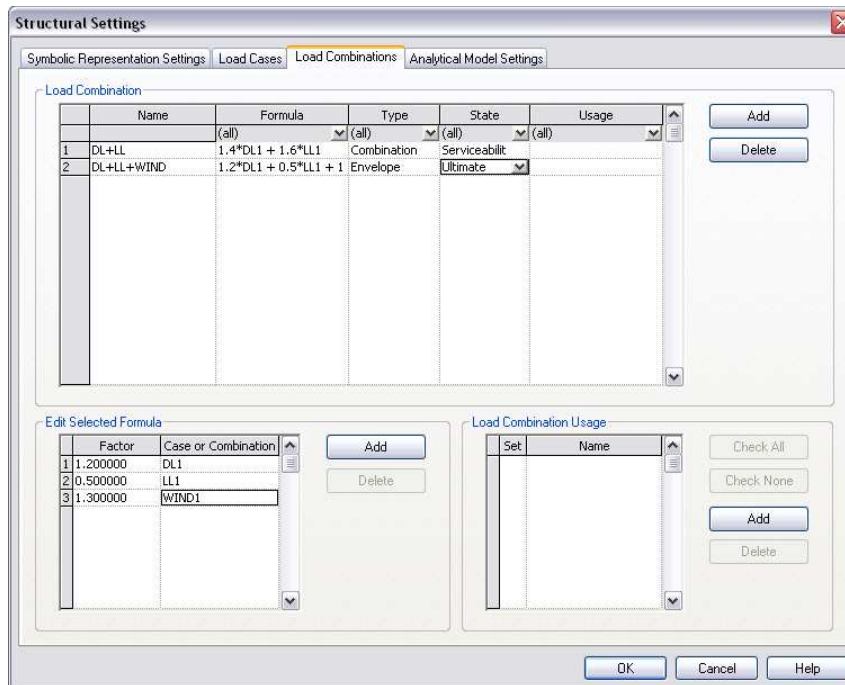 Structural Settings
Symbolic Representation Settings Load Cases Load Combinations Analytical Model Settings
Load Combination
Name Formula Type State Usage
(all) (all) (all) (all)
1 DL+LL 1.4*DL1 + 1.6*LL1 Combination Serviceabilit
2 DL+LL+WIND 1.2*DL1 + 0.5*LL1 + 1 Envelope Ultimate
Add
Delete
Edit Selected Formula
Factor Case or Combination
1 1.200000 DL1
2 0.500000 LL1
3 1.300000 WIND1
Add
Delete
Load Combination Usage
Set Name
Check All
Check None
Add
Delete
OK Cancel Help